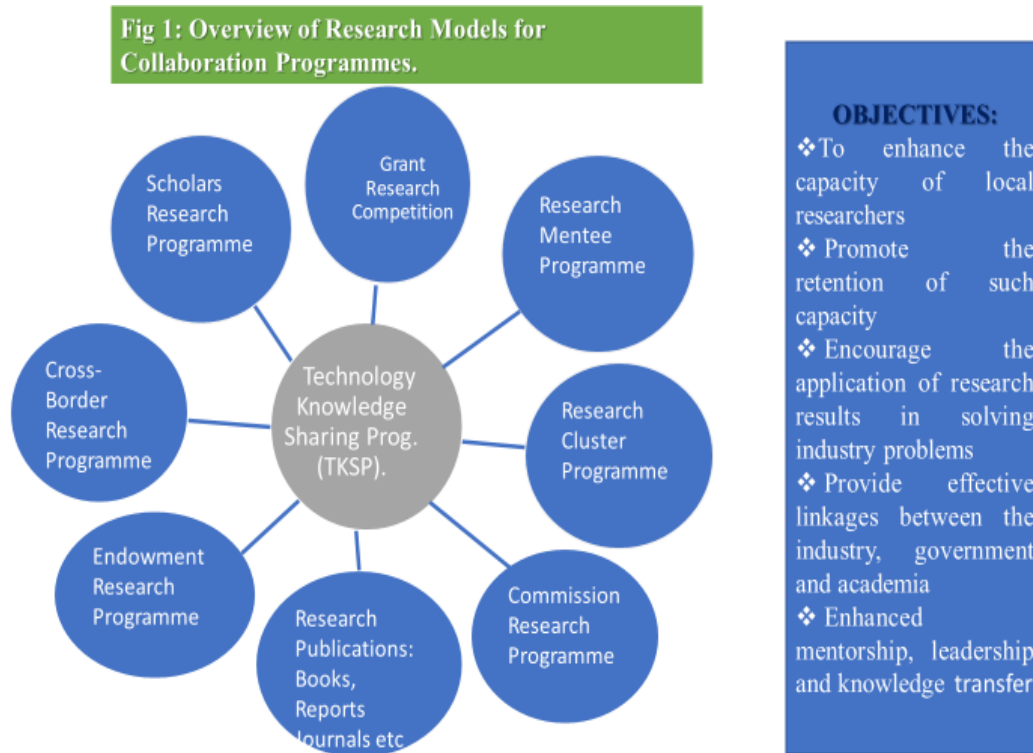 Fig 1: Overview of Research Models for
Collaboration Programmes.
Grant
Research
Competition
Scholars
Research
Programme
Research
Mentee
Programme
Cross-
Border
Research
Programme
Technology
Knowledge
Sharing Prog.
(TKSP).
Research
Cluster
Programme
Endowment
Research
Programme
Research
Publications:
Books,
Reports
Journals etc
Commission
Research
Programme
OBJECTIVES:
❖To enhance the
capacity of local
researchers
❖ Promote the
retention of such
capacity
❖ Encourage the
application of research
results in solving
industry problems
❖ Provide effective
linkages between the
industry, government
and academia
❖ Enhanced
mentorship, leadership
and knowledge transfer